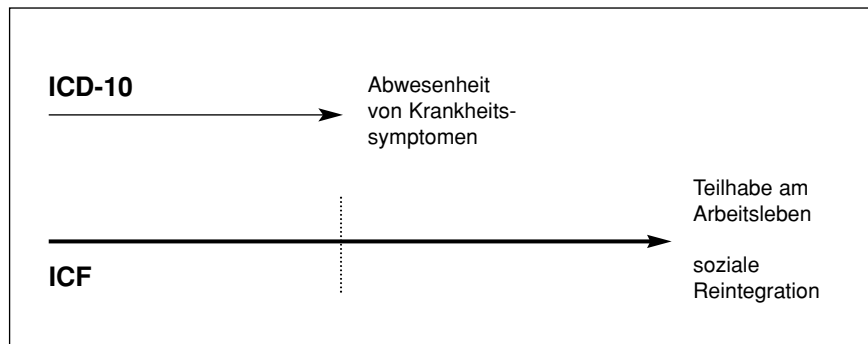 ICD-10
Abwesenheit
von Krankheits-
symptomen
Teilhabe am
Arbeitsleben
ICF
soziale
Reintegration